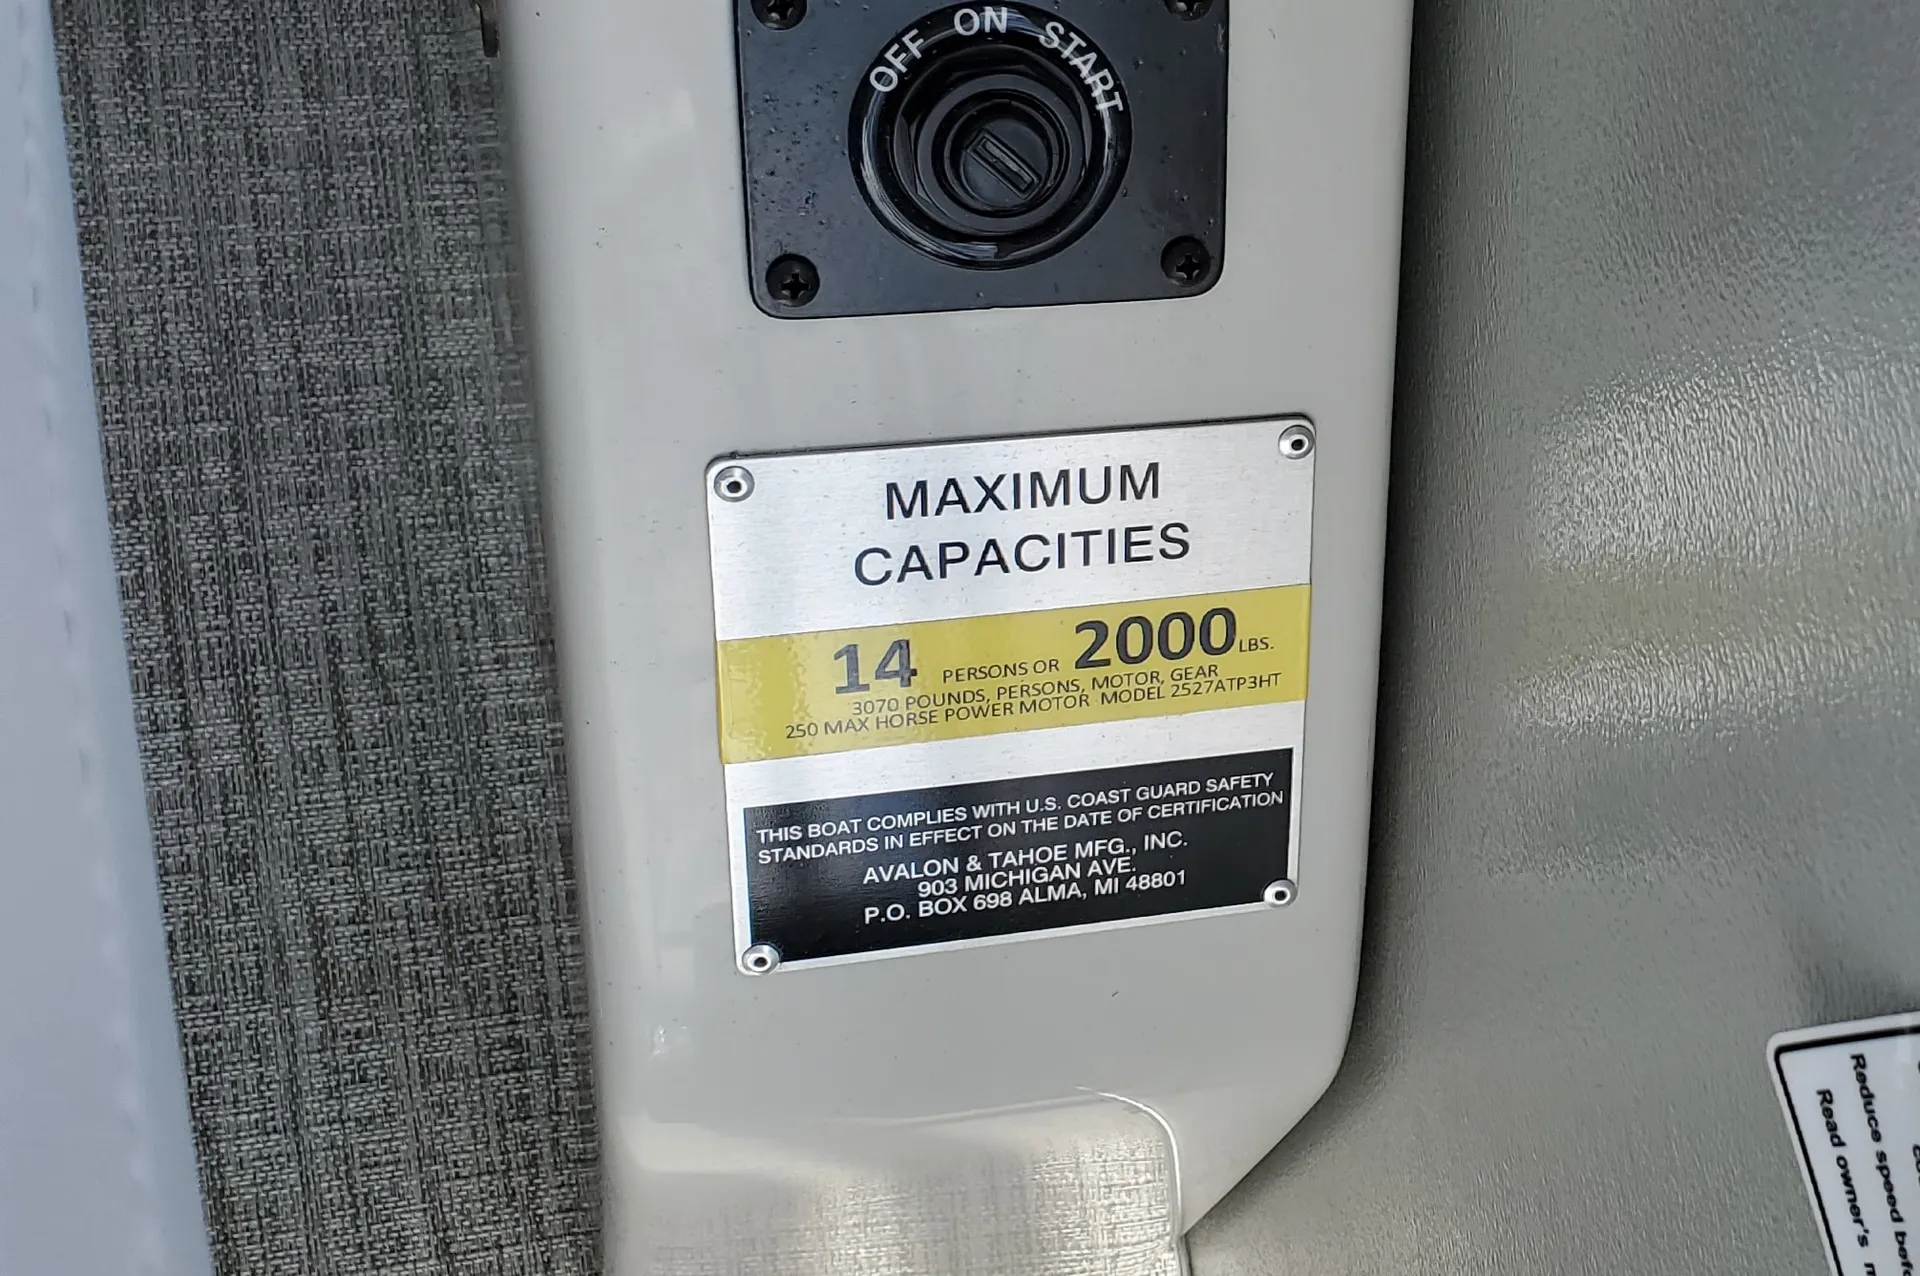 OFF ON START
MAXIMUM
CAPACITIES
14 PERSONS OR 2000 LBS.
3070 POUNDS, PERSONS, MOTOR, GEAR
250 MAX HORSE POWER MOTOR MODEL 2527ATP3HT
THIS BOAT COMPLIES WITH U.S. COAST GUARD SAFETY
STANDARDS IN EFFECT ON THE DATE OF CERTIFICATION
AVALON & TAHOE MFG., INC.
903 MICHIGAN AVE.
P.O. BOX 698 ALMA, MI 48801
Reduce speed
Read owner's